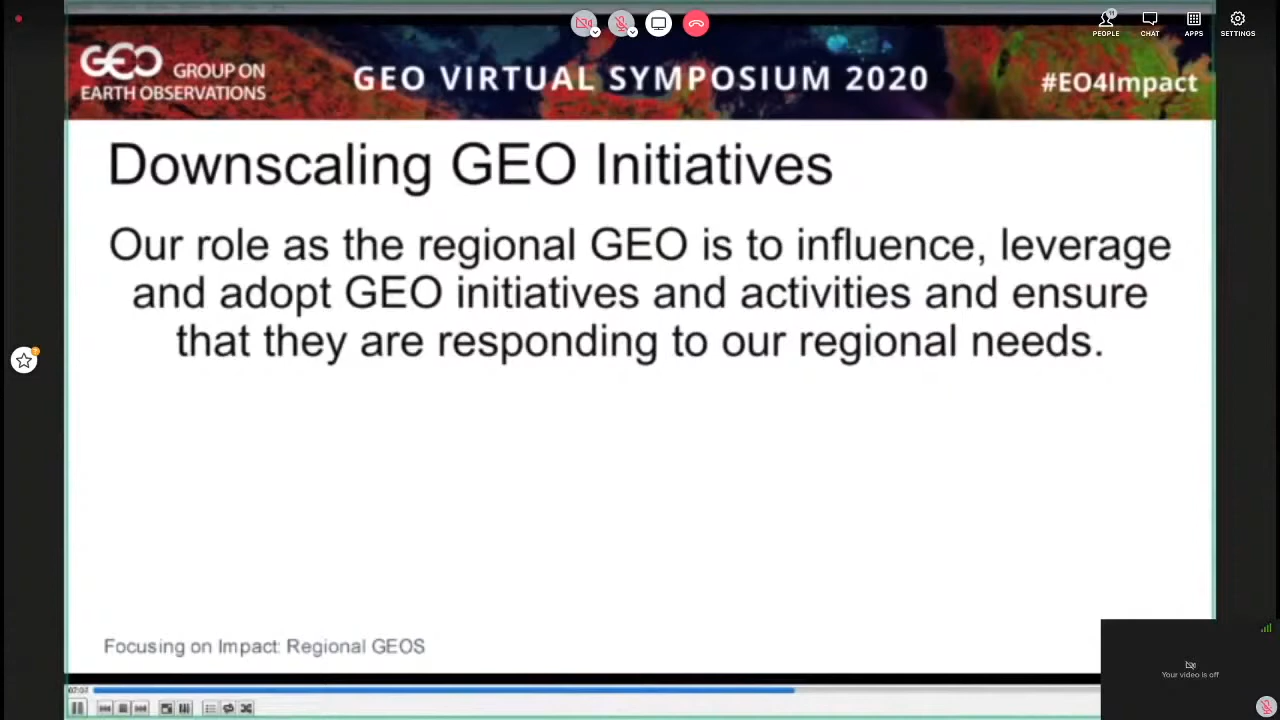 PEOPLE
CHAT
APPS
SETTINGS
GEO GROUP ON
EARTH OBSERVATIONS
GEO VIRTUAL SYMPOSIUM 2020
#EO4Impact
Downscaling GEO Initiatives
Our role as the regional GEO is to influence, leverage
and adopt GEO initiatives and activities and ensure
that they are responding to our regional needs.
Focusing on Impact: Regional GEOS
Your video is off